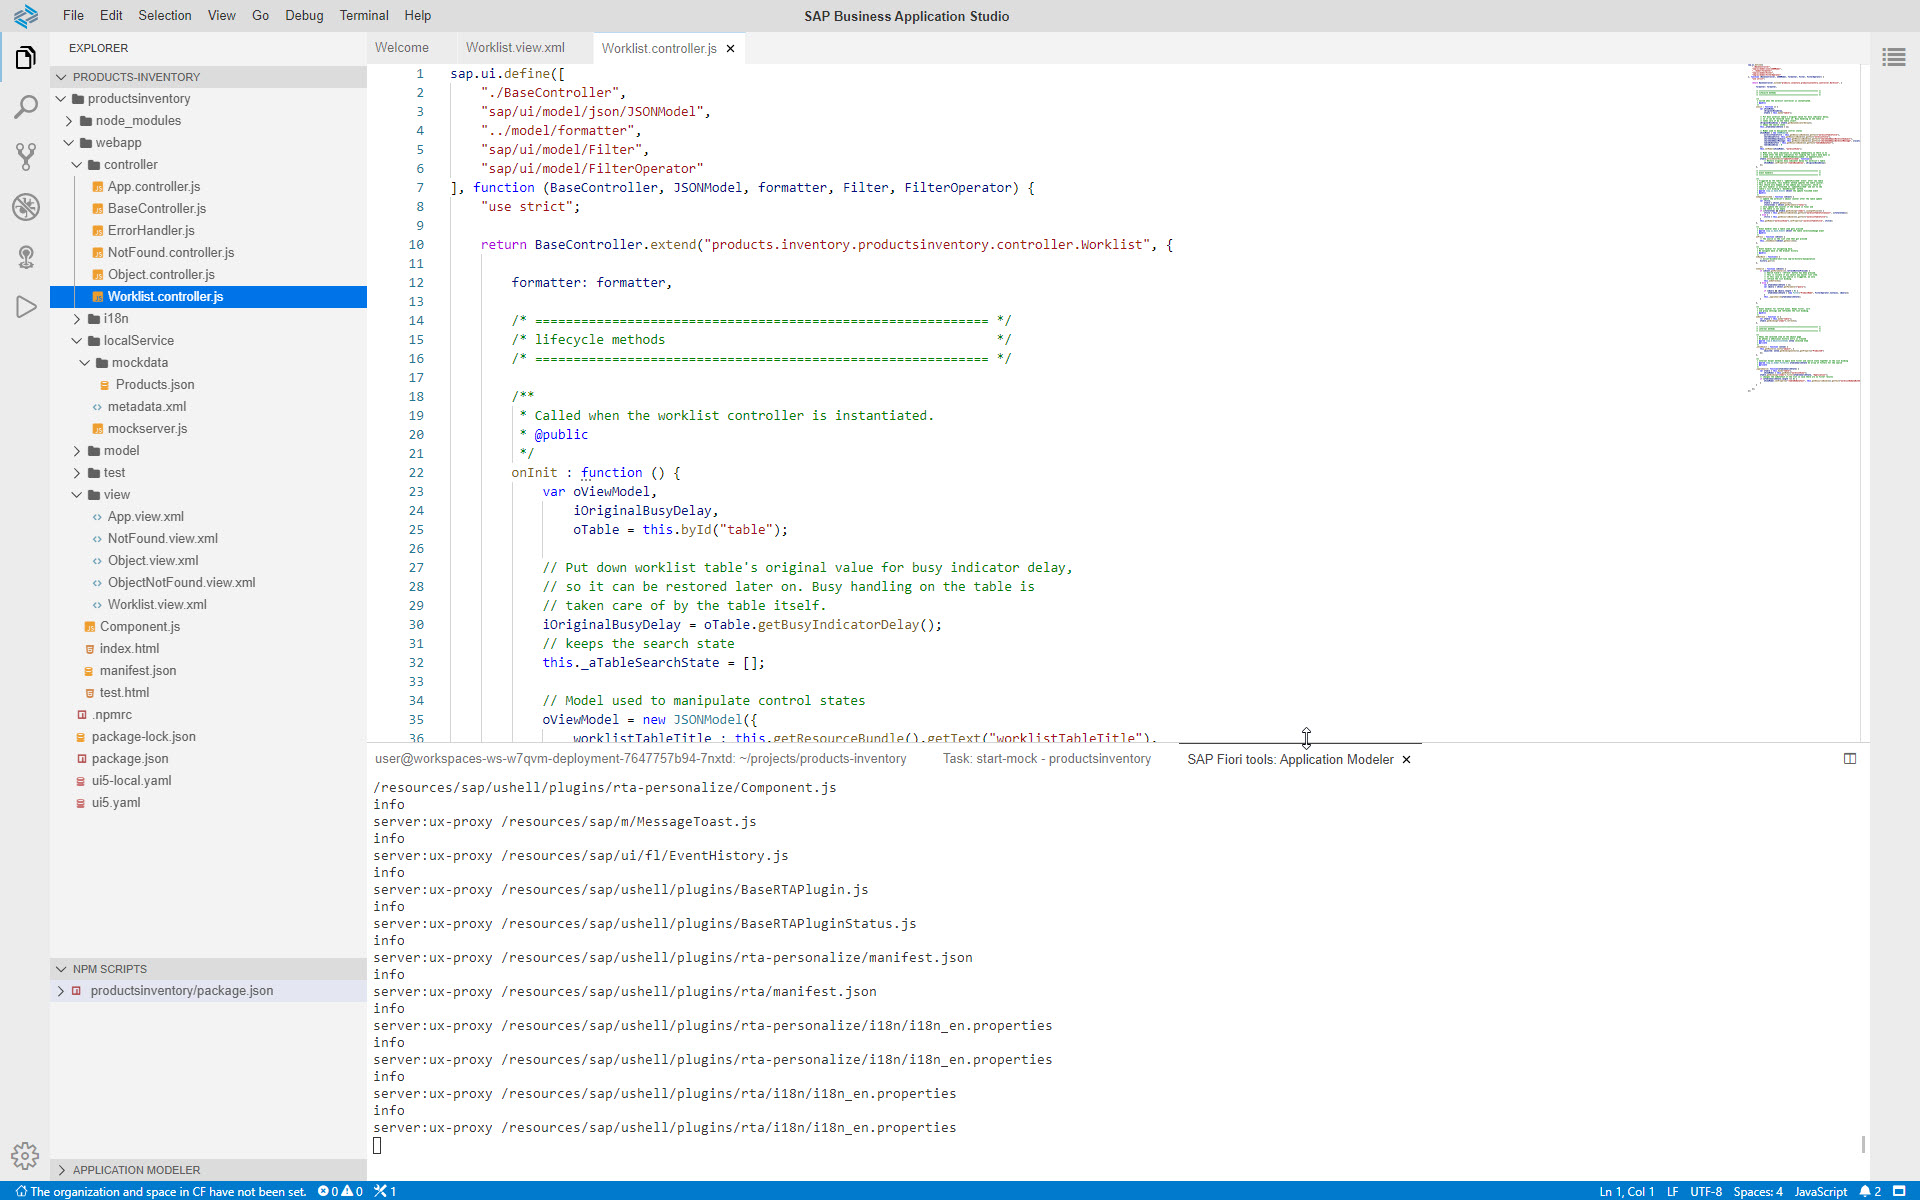 File Edit Selection View Go Debug Terminal Help
SAP Business Application Studio
EXPLORER
PRODUCTS-INVENTORY
productsinventory
node_modules
webapp
controller
App.controller.js
BaseController.js
ErrorHandler.js
NotFound.controller.js
Object.controller.js
Worklist.controller.js
i18n
localService
mockdata
Products.json
metadata.xml
mockserver.js
model
test
view
App.view.xml
NotFound.view.xml
Object.view.xml
ObjectNotFound.view.xml
Worklist.view.xml
Component.js
index.html
manifest.json
test.html
.npmrc
package-lock.json
package.json
ui5-local.yaml
ui5.yaml
NPM SCRIPTS
productsinventory/package.json
APPLICATION MODELER
Welcome Worklist.view.xml Worklist.controller.js
1 sap.ui.define([
2 "./BaseController",
3 "sap/ui/model/json/JSONModel",
4 "../model/formatter",
5 "sap/ui/model/Filter",
6 "sap/ui/model/FilterOperator"
7 ], function (BaseController, JSONModel, formatter, Filter, FilterOperator) {
8 "use strict";
9
10 return BaseController.extend("products.inventory.productsinventory.controller.Worklist", {
11
12 formatter: formatter,
13
14 /* =========================================================== */
15 /* lifecycle methods */
16 /* =========================================================== */
17
18 /**
19 * Called when the worklist controller is instantiated.
20 * @public
21 */
22 onInit : function () {
23 var oViewModel,
24 iOriginalBusyDelay,
25 oTable = this.byId("table");
26
27 // Put down worklist table's original value for busy indicator delay,
28 // so it can be restored later on. Busy handling on the table is
29 // taken care of by the table itself.
30 iOriginalBusyDelay = oTable.getBusyIndicatorDelay();
31 // keeps the search state
32 this._aTableSearchState = [];
33
34 // Model used to manipulate control states
35 oViewModel = new JSONModel({
36 worklistTableTitle : this.getResourceBundle().getText("worklistTableTitle"),
user@workspaces-ws-w7qvm-deployment-7647757b94-7nxtd: ~/projects/products-inventory Task: start-mock - productsinventory SAP Fiori tools: Application Modeler
/resources/sap/ushell/plugins/rta-personalize/Component.js
info
server:ux-proxy /resources/sap/m/MessageToast.js
info
server:ux-proxy /resources/sap/ui/fl/EventHistory.js
info
server:ux-proxy /resources/sap/ushell/plugins/BaseRTAPlugin.js
info
server:ux-proxy /resources/sap/ushell/plugins/BaseRTAPluginStatus.js
info
server:ux-proxy /resources/sap/ushell/plugins/rta-personalize/manifest.json
info
server:ux-proxy /resources/sap/ushell/plugins/rta/manifest.json
info
server:ux-proxy /resources/sap/ushell/plugins/rta-personalize/i18n/i18n_en.properties
info
server:ux-proxy /resources/sap/ushell/plugins/rta-personalize/i18n/i18n_en.properties
info
server:ux-proxy /resources/sap/ushell/plugins/rta/i18n/i18n_en.properties
info
server:ux-proxy /resources/sap/ushell/plugins/rta/i18n/i18n_en.properties
The organization and space in CF have not been set. 0 0 1
Ln 1, Col 1 LF UTF-8 Spaces: 4 JavaScript 2